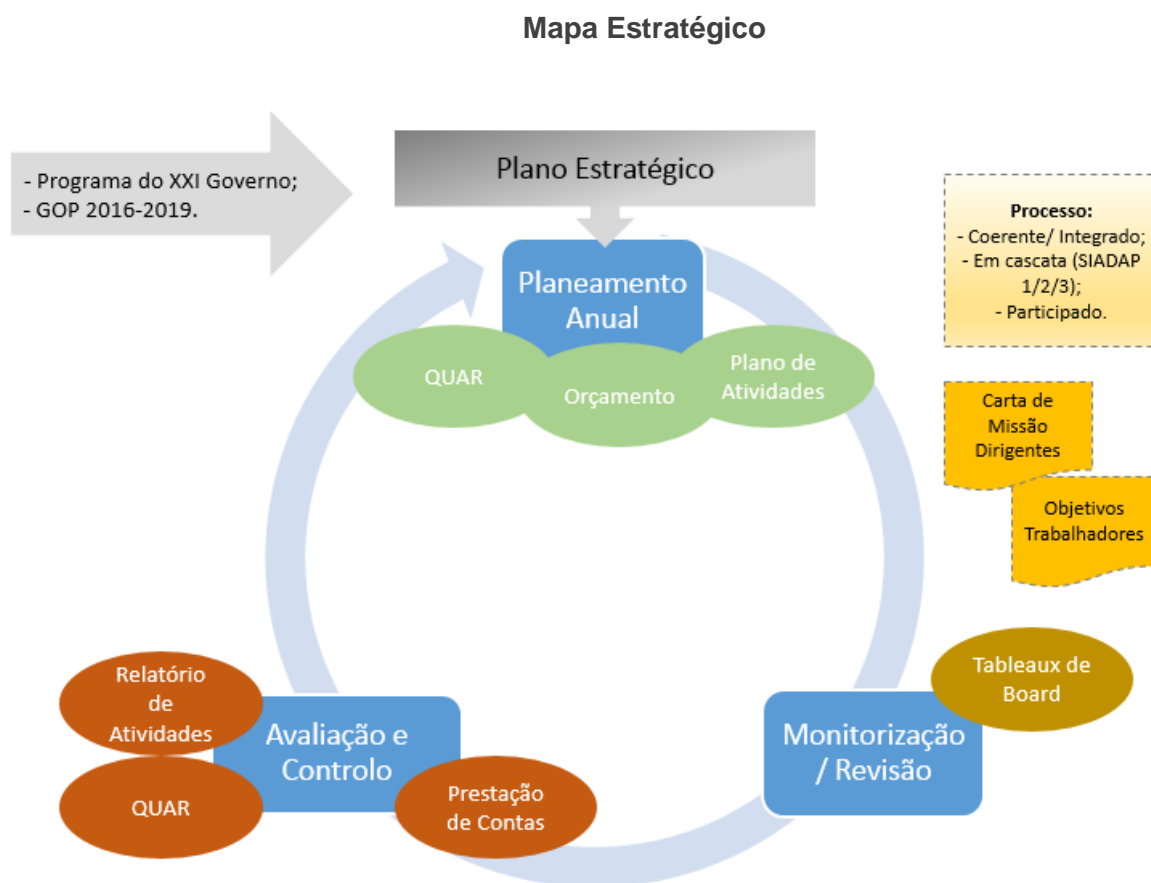 Mapa Estratégico
- Programa do XXI Governo;
- GOP 2016-2019.
Plano Estratégico
Processo:
- Coerente/ Integrado;
- Em cascata (SIADAP
1/2/3);
- Participado.
Planeamento
Anual
QUAR
Orçamento
Plano de
Atividades
Carta de
Missão
Dirigentes
Objetivos
Trabalhadores
Tableaux de
Board
Monitorização
/ Revisão
Relatório
de
Atividades
Avaliação e
Controlo
QUAR
Prestação
de Contas